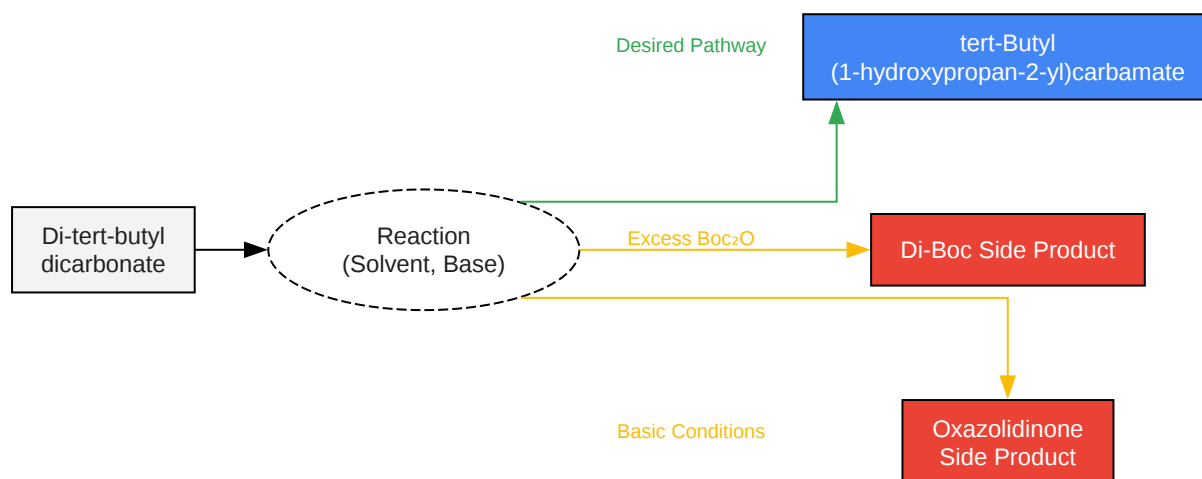 Desired Pathway
tert-Butyl
(1-hydroxypropan-2-yl)carbamate
Di-tert-butyl
dicarbonate
Reaction
(Solvent, Base)
Excess Boc₂O
Di-Boc Side Product
Basic Conditions
Oxazolidinone
Side Product